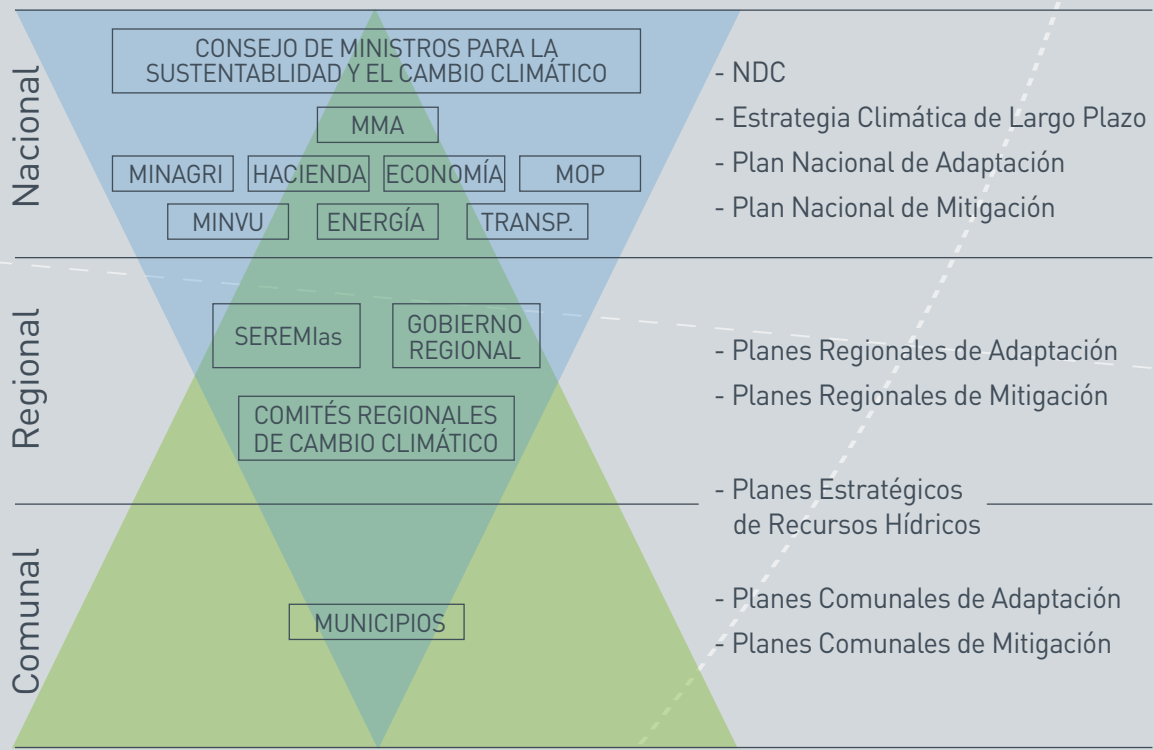 Nacional
CONSEJO DE MINISTROS PARA LA
SUSTENTABLIDAD Y EL CAMBIO CLIMÁTICO
MMA
MINAGRI HACIENDA ECONOMÍA MOP
MINVU ENERGÍA TRANSP.
- NDC
- Estrategia Climática de Largo Plazo
- Plan Nacional de Adaptación
- Plan Nacional de Mitigación
Regional
SEREMIas
GOBIERNO
REGIONAL
COMITÉS REGIONALES
DE CAMBIO CLIMÁTICO
- Planes Regionales de Adaptación
- Planes Regionales de Mitigación
- Planes Estratégicos
de Recursos Hídricos
Comunal
MUNICIPIOS
- Planes Comunales de Adaptación
- Planes Comunales de Mitigación